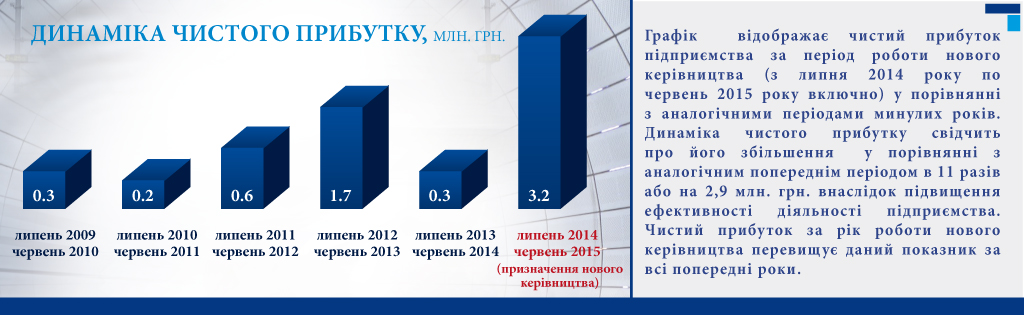 ДИНАМІКА ЧИСТОГО ПРИБУТКУ, МЛН. ГРН.
0.3
0.2
0.6
1.7
0.3
3.2
липень 2009
червень 2010
липень 2010
червень 2011
липень 2011
червень 2012
липень 2012
червень 2013
липень 2013
червень 2014
липень 2014
червень 2015
(призначення нового
керівництва)
Графік відображає чистий прибуток
підприємства за період роботи нового
керівництва (з липня 2014 року по
червень 2015 року включно) у порівнянні
з аналогічними періодами минулих років.
Динаміка чистого прибутку свідчить
про його збільшення у порівнянні з
аналогічним попереднім періодом в 11 разів
або на 2,9 млн. грн. внаслідок підвищення
ефективності діяльності підприємства.
Чистий прибуток за рік роботи нового
керівництва перевищує даний показник за
всі попередні роки.